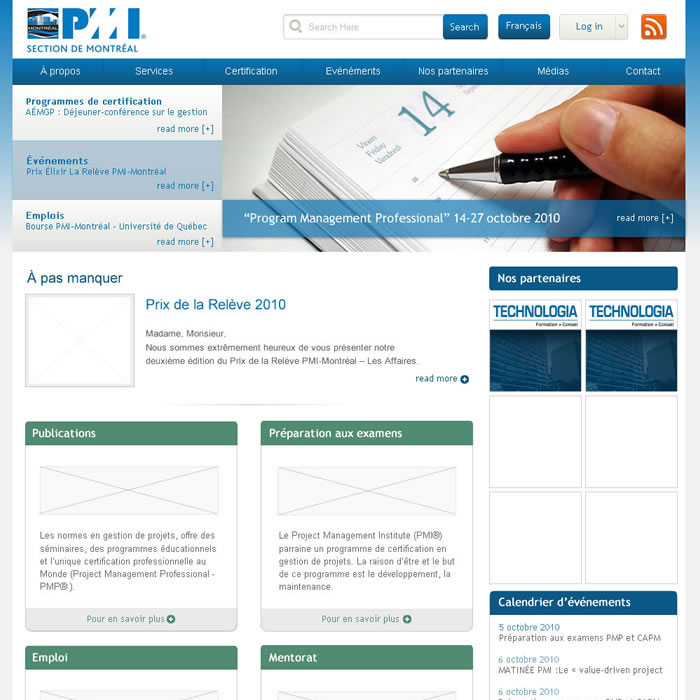 MONTRÉAL
PMI®
SECTION DE MONTRÉAL
Search Here
Search
Français
Log in
À propos
Services
Certification
Evénéments
Nos partenaires
Médias
Contact
Programmes de certification
AÉMGP : Déjeuner-conférence sur le gestion
read more [+]
Événements
Prix Élixir La Relève PMI-Montréal
read more [+]
Emplois
Bourse PMI-Montréal - Université de Québec
read more [+]
14
Vinen
Friday
Vendredi
“Program Management Professional” 14-27 octobre 2010
read more [+]
À pas manquer
Prix de la Relève 2010
Madame, Monsieur,
Nous sommes extrêmement heureux de vous présenter notre
deuxième édition du Prix de la Relève PMI-Montréal – Les Affaires.
read more
Nos partenaires
TECHNOLOGIA
Formation + Conseil
TECHNOLOGIA
Formation + Conseil
Publications
Les normes en gestion de projets, offre des
séminaires, des programmes éducationnels
et l'unique certification professionnelle au
Monde (Project Management Professional -
PMP® ).
Pour en savoir plus
Préparation aux examens
Le Project Management Institute (PMI®)
parraine un programme de certification en
gestion de projets. La raison d'être et le but
de ce programme est le développement, la
maintenance.
Pour en savoir plus
Calendrier d'événements
5 octobre 2010
Préparation aux examens PMP et CAPM
6 octobre 2010
MATINÉE PMI :Le « value-driven project
6 octobre 2010
Emploi
Mentorat